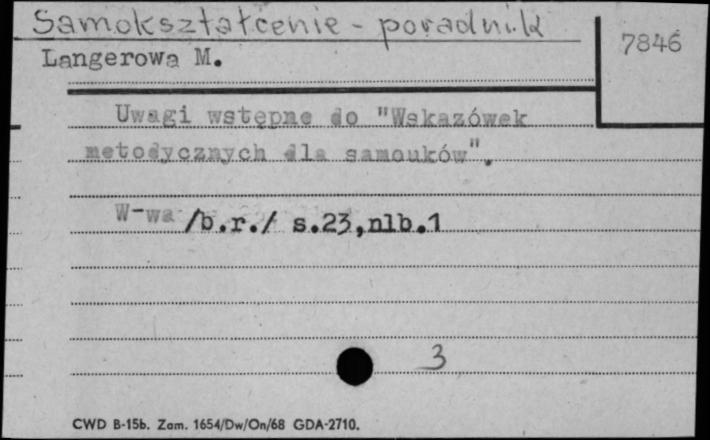 Samokształcenie - poradnik
7846
Langerowa M.
Uwagi wstępne do "Wskazówek
metodycznych dla samouków".
W-wa /b.r./ s.23,nlb.1
3
CWD B-15b. Zam. 1654/Dw/On/68 GDA-2710.